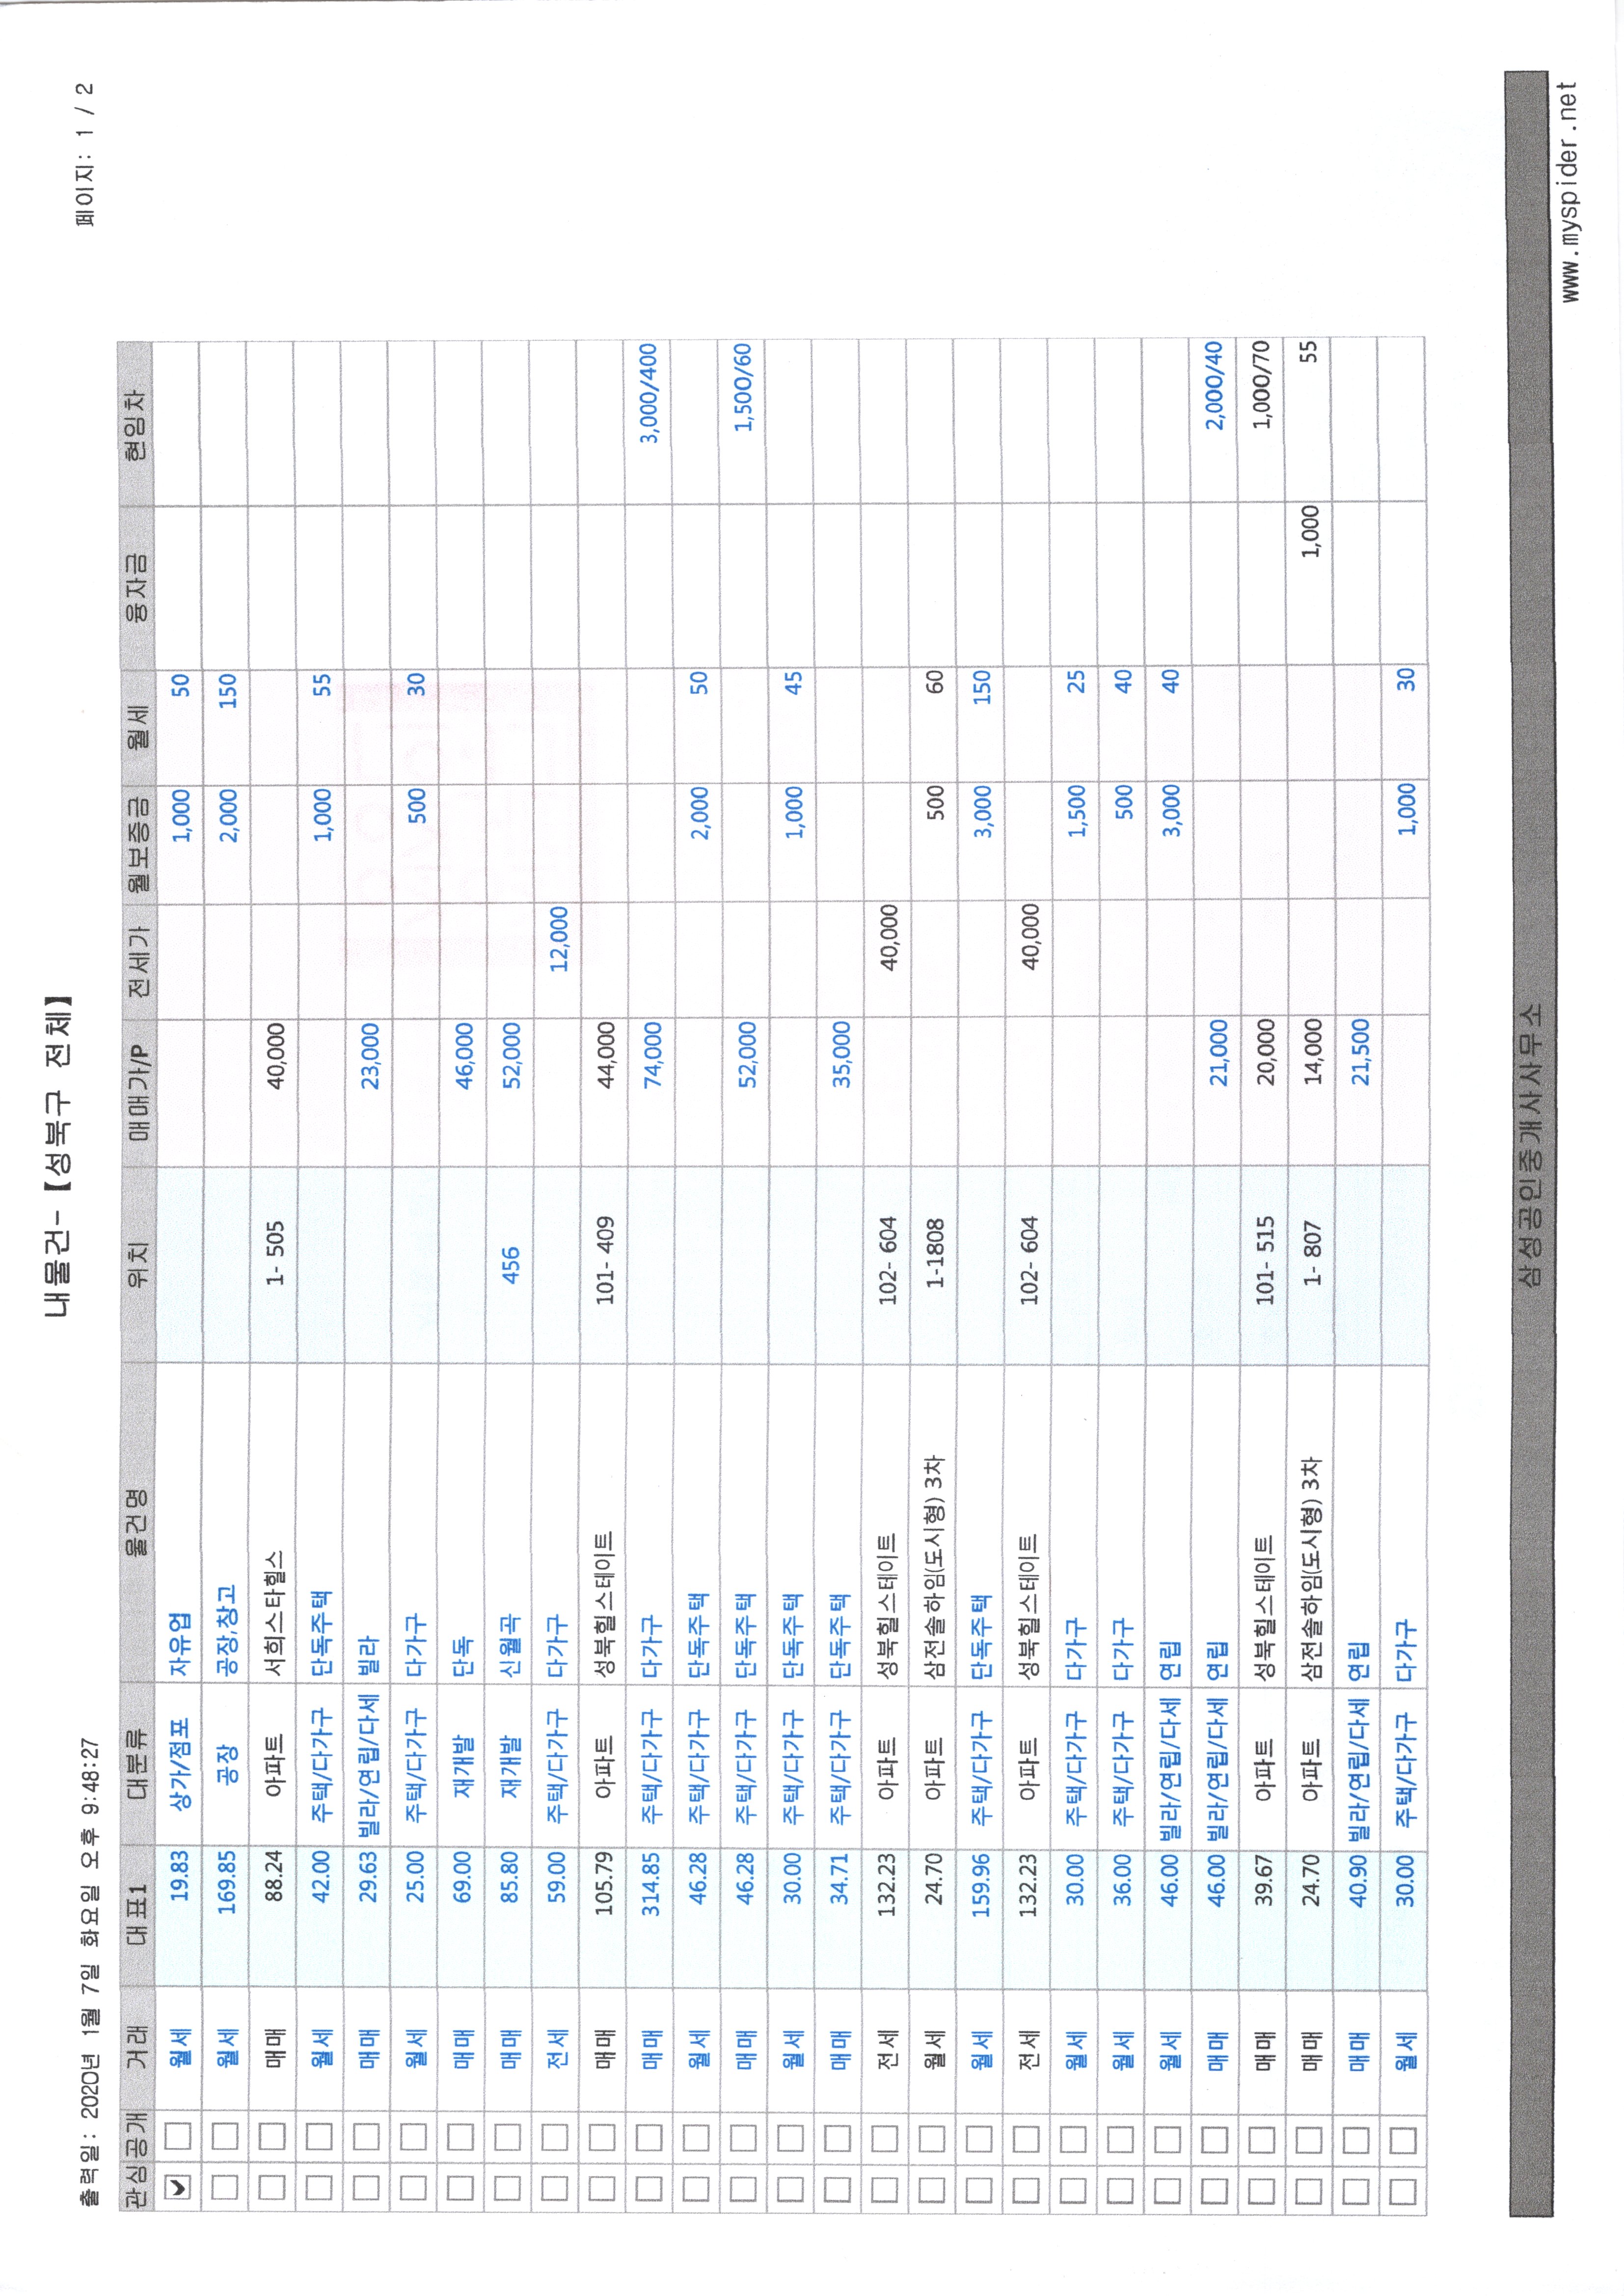 내물건-【성북구 전체】
출력일: 2020년 1월 7일 화요일 오후 9:48:27
페이지: 1 / 2
관심 공개 거래 대표1 대분류 물건명 위치 매매가/P 전세가 월보증금 월세 융자금 현임차
월세 19.83 상가/점포 자유업 1,000 50
월세 169.85 공장 공장,창고 2,000 150
매매 88.24 아파트 서희스타힐스 1- 505 40,000
월세 42.00 주택/다가구 단독주택 1,000 55
매매 29.63 빌라/연립/다세 빌라 23,000
월세 25.00 주택/다가구 다가구 500 30
매매 69.00 재개발 단독 46,000
매매 85.80 재개발 신월곡 456 52,000
전세 59.00 주택/다가구 다가구 12,000
매매 105.79 아파트 성북힐스테이트 101- 409 44,000
매매 314.85 주택/다가구 다가구 74,000 3,000/400
월세 46.28 주택/다가구 단독주택 2,000 50
매매 46.28 주택/다가구 단독주택 52,000 1,500/60
월세 30.00 주택/다가구 단독주택 1,000 45
매매 34.71 주택/다가구 단독주택 35,000
전세 132.23 아파트 성북힐스테이트 102- 604 40,000
월세 24.70 아파트 삼전솔하임(도시형) 3차 1-1808 500 60
월세 159.96 주택/다가구 단독주택 3,000 150
전세 132.23 아파트 성북힐스테이트 102- 604 40,000
월세 30.00 주택/다가구 다가구 1,500 25
월세 36.00 주택/다가구 다가구 500 40
월세 46.00 빌라/연립/다세 연립 3,000 40
매매 46.00 빌라/연립/다세 연립 21,000 2,000/40
매매 39.67 아파트 성북힐스테이트 101- 515 20,000 1,000/70
매매 24.70 아파트 삼전솔하임(도시형) 3차 1- 807 14,000 1,000 55
매매 40.90 빌라/연립/다세 연립 21,500
월세 30.00 주택/다가구 다가구 1,000 30
삼성공인중개사사무소
www.myspider.net